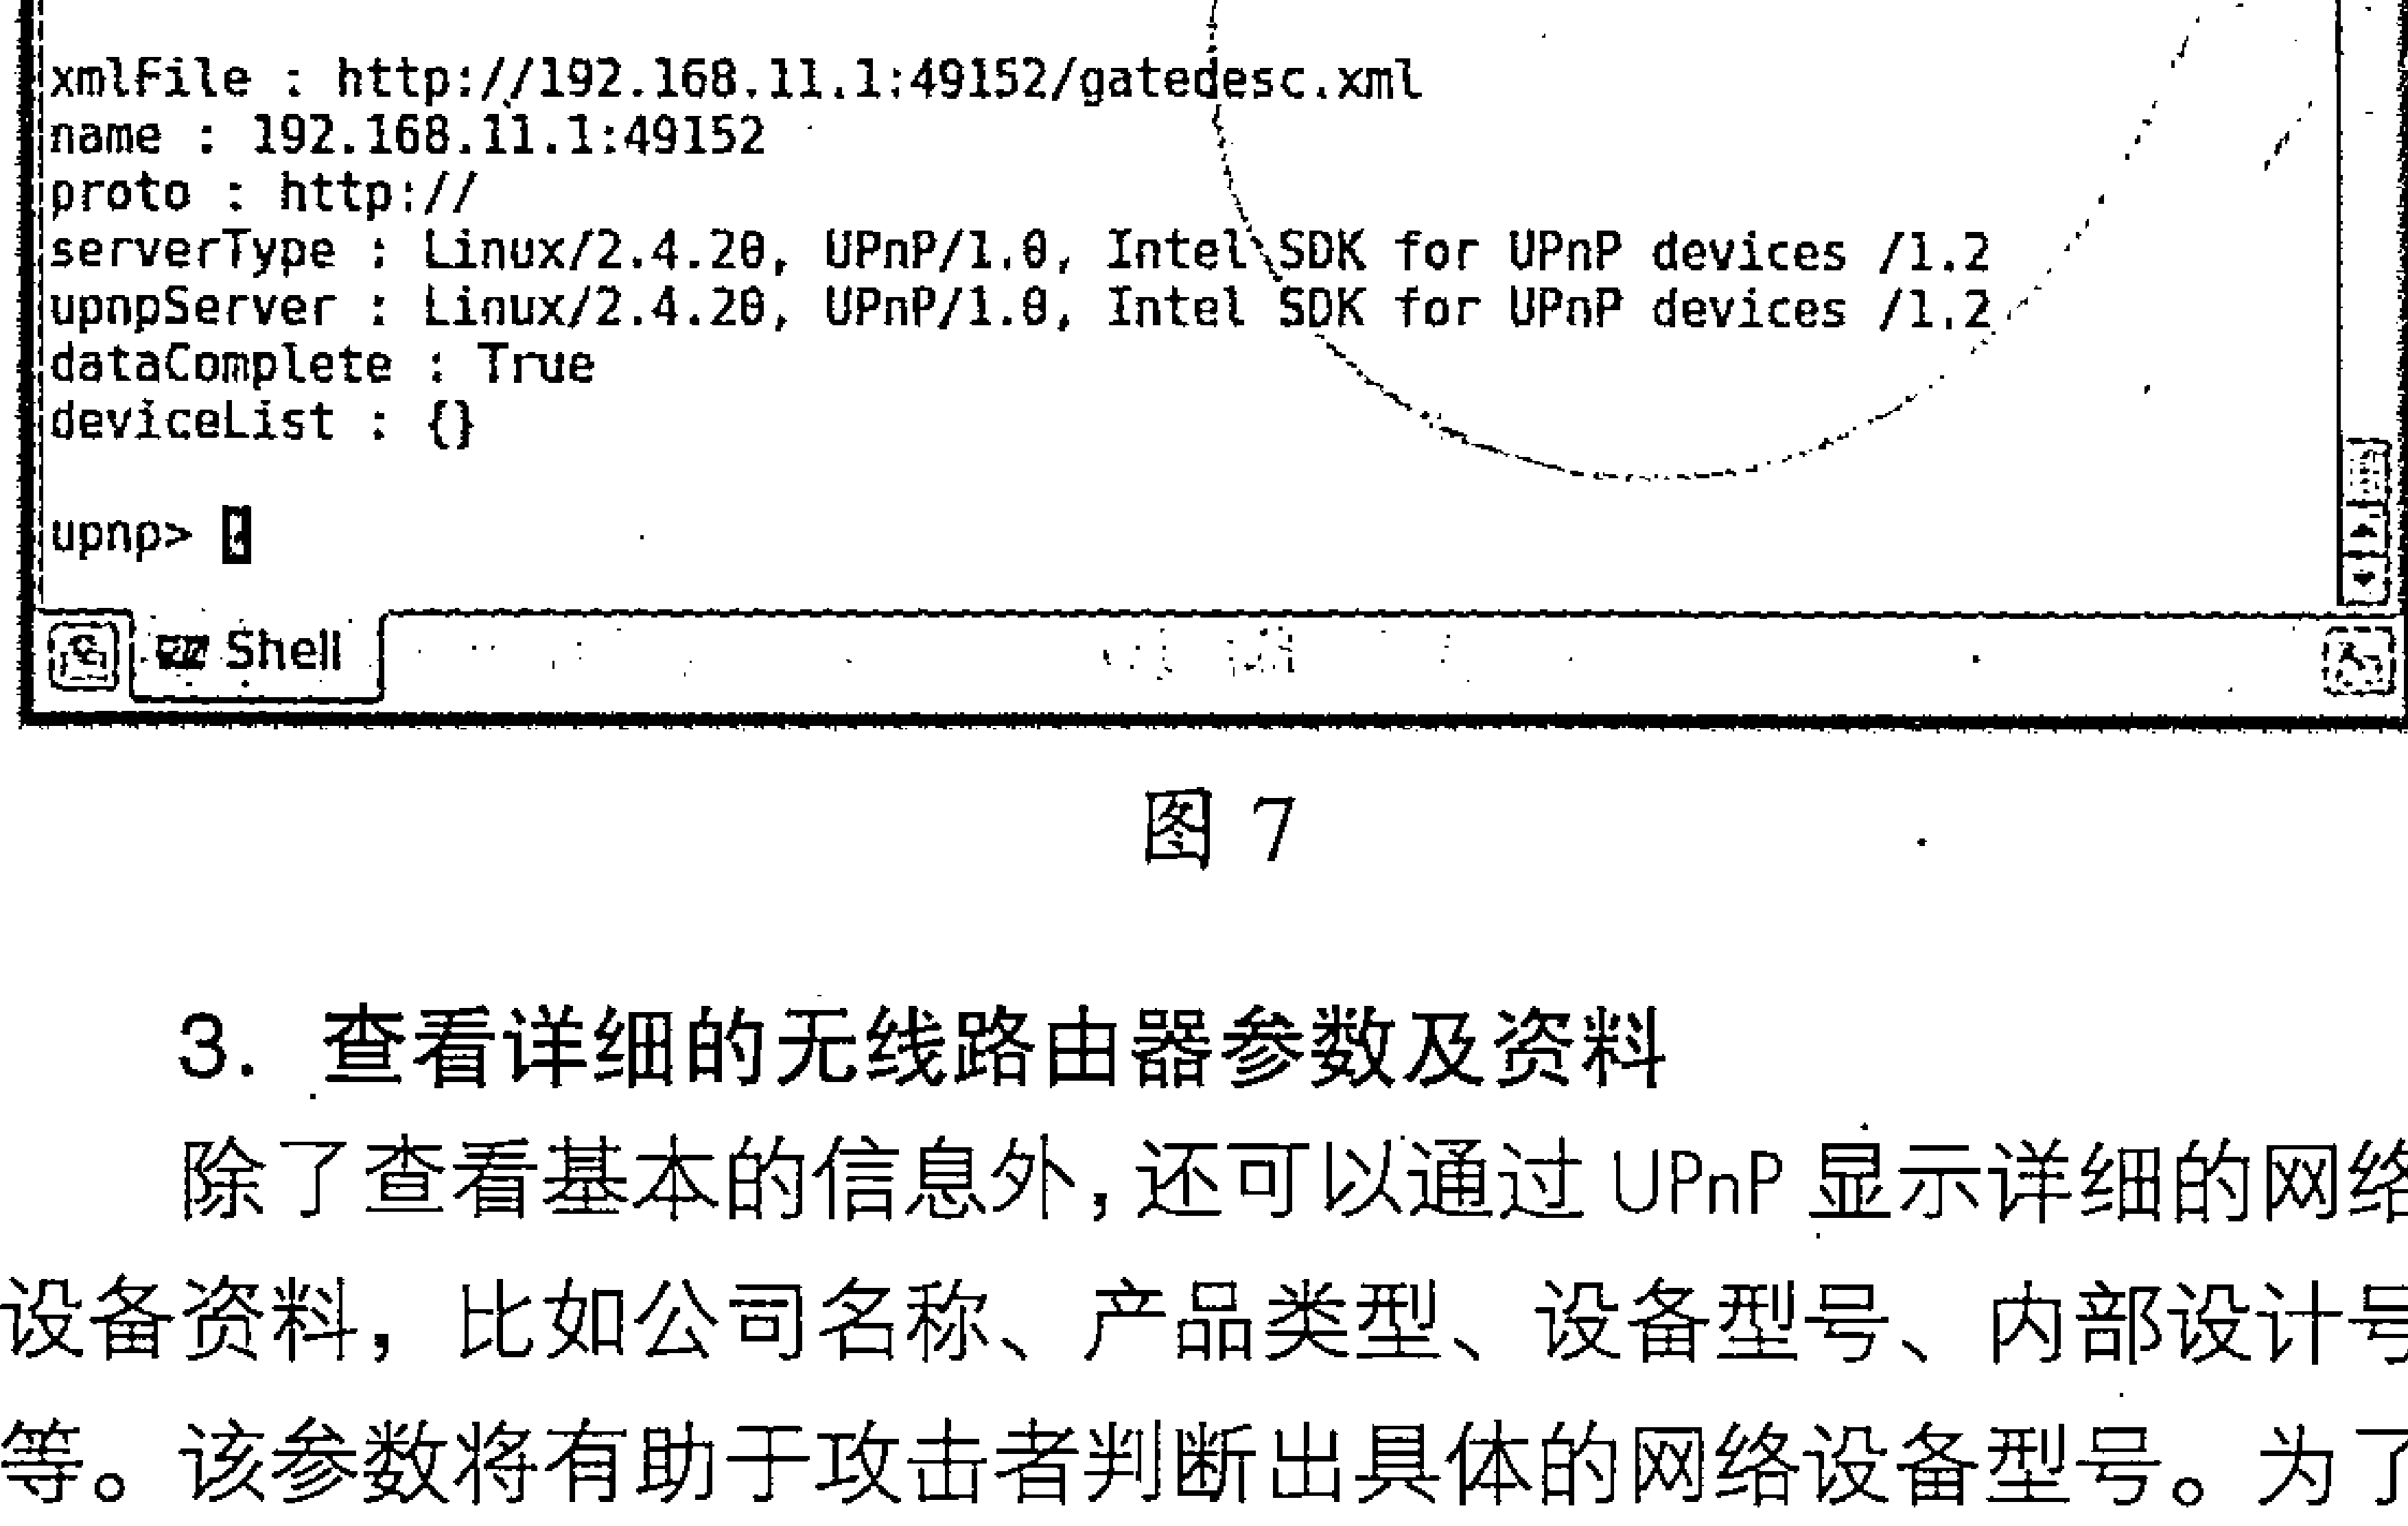 xmlFile : http://192.168.11.1:49152/gatedesc.xml
name : 192.168.11.1:49152
proto : http://
serverType : Linux/2.4.20, UPnP/1.0, Intel SDK for UPnP devices /1.2
upnpServer : Linux/2.4.20, UPnP/1.0, Intel SDK for UPnP devices /1.2
dataComplete : True
deviceList : {}
upnp>
Shell
图 7
3. 查看详细的无线路由器参数及资料
除了查看基本的信息外，还可以通过 UPnP 显示详细的网络
设备资料，比如公司名称、产品类型、设备型号、内部设计号
等。该参数将有助于攻击者判断出具体的网络设备型号。为了